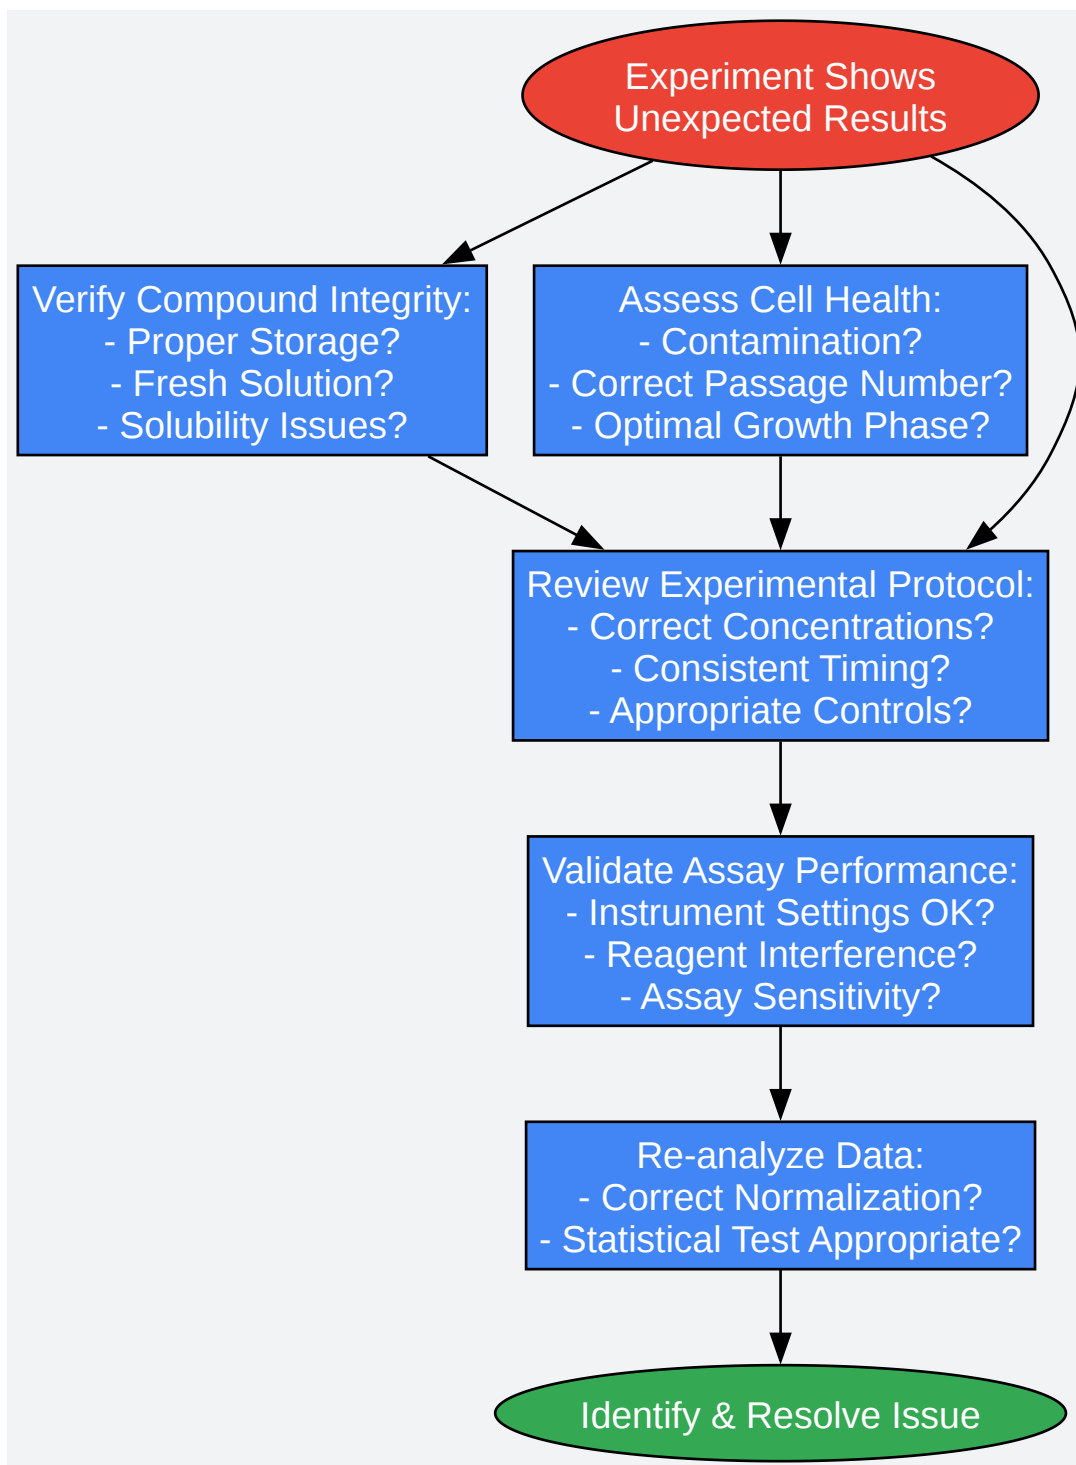 Experiment Shows
Unexpected Results
Verify Compound Integrity:
- Proper Storage?
- Fresh Solution?
- Solubility Issues?
Assess Cell Health:
- Contamination?
- Correct Passage Number?
- Optimal Growth Phase?
Review Experimental Protocol:
- Correct Concentrations?
- Consistent Timing?
- Appropriate Controls?
Validate Assay Performance:
- Instrument Settings OK?
- Reagent Interference?
- Assay Sensitivity?
Re-analyze Data:
- Correct Normalization?
- Statistical Test Appropriate?
Identify & Resolve Issue